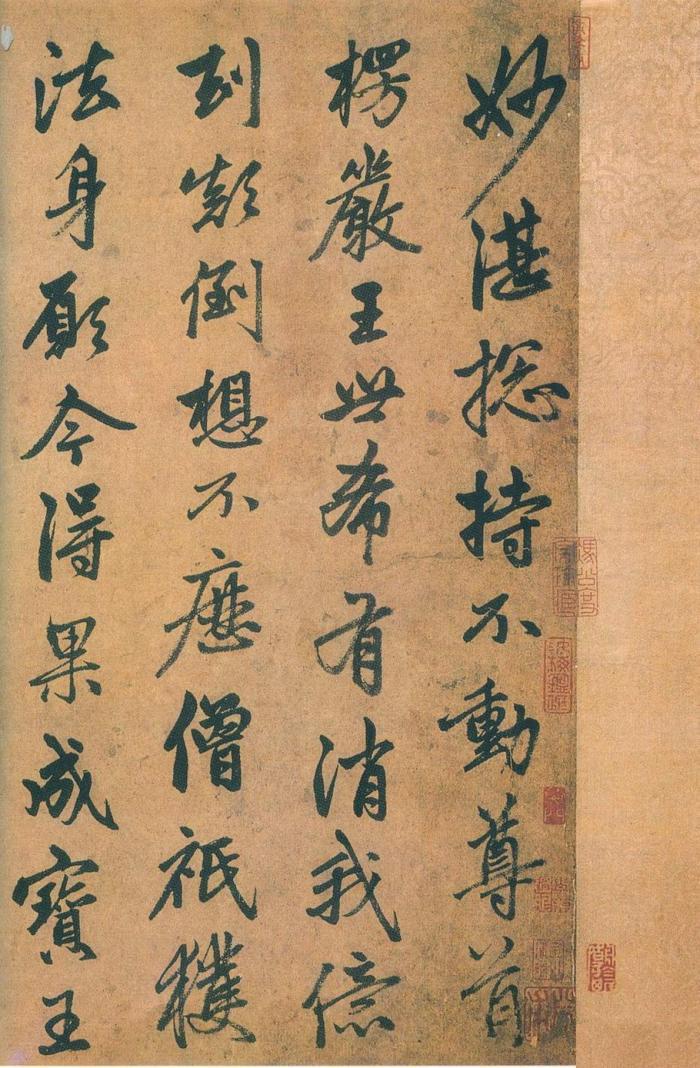 妙湛揔持不動尊首
楞嚴王世希有消我億
刧顛倒想不歷僧祇獲
法身願今得果成寶王